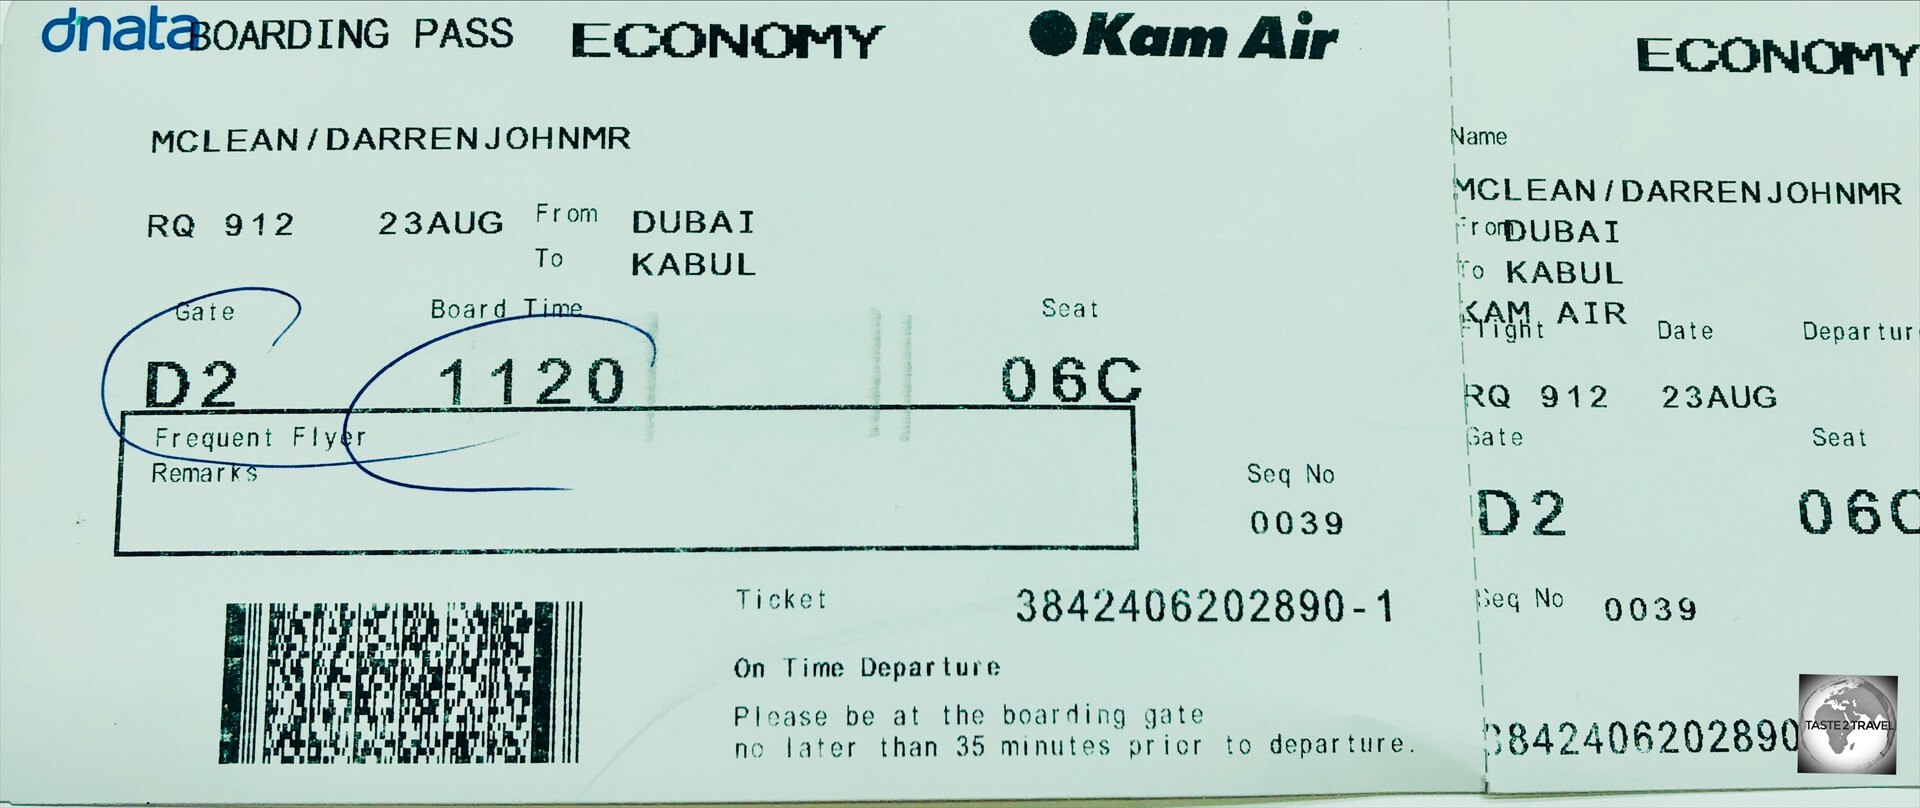 dnata BOARDING PASS ECONOMY Kam Air
MCLEAN/DARRENJOHNMR
RQ 912 23AUG From DUBAI
To KABUL
Gate Board Time Seat
D2 1120 06C
Frequent Flyer
Remarks
Seq No
0039
Ticket 3842406202890-1
On Time Departure
Please be at the boarding gate
no later than 35 minutes prior to departure.
ECONOMY
Name
MCLEAN/DARRENJOHNMR
From DUBAI
To KABUL
KAM AIR
Flight Date Departur
RQ 912 23AUG
Gate Seat
D2 06C
Seq No 0039
3842406202890
TASTE2TRAVEL